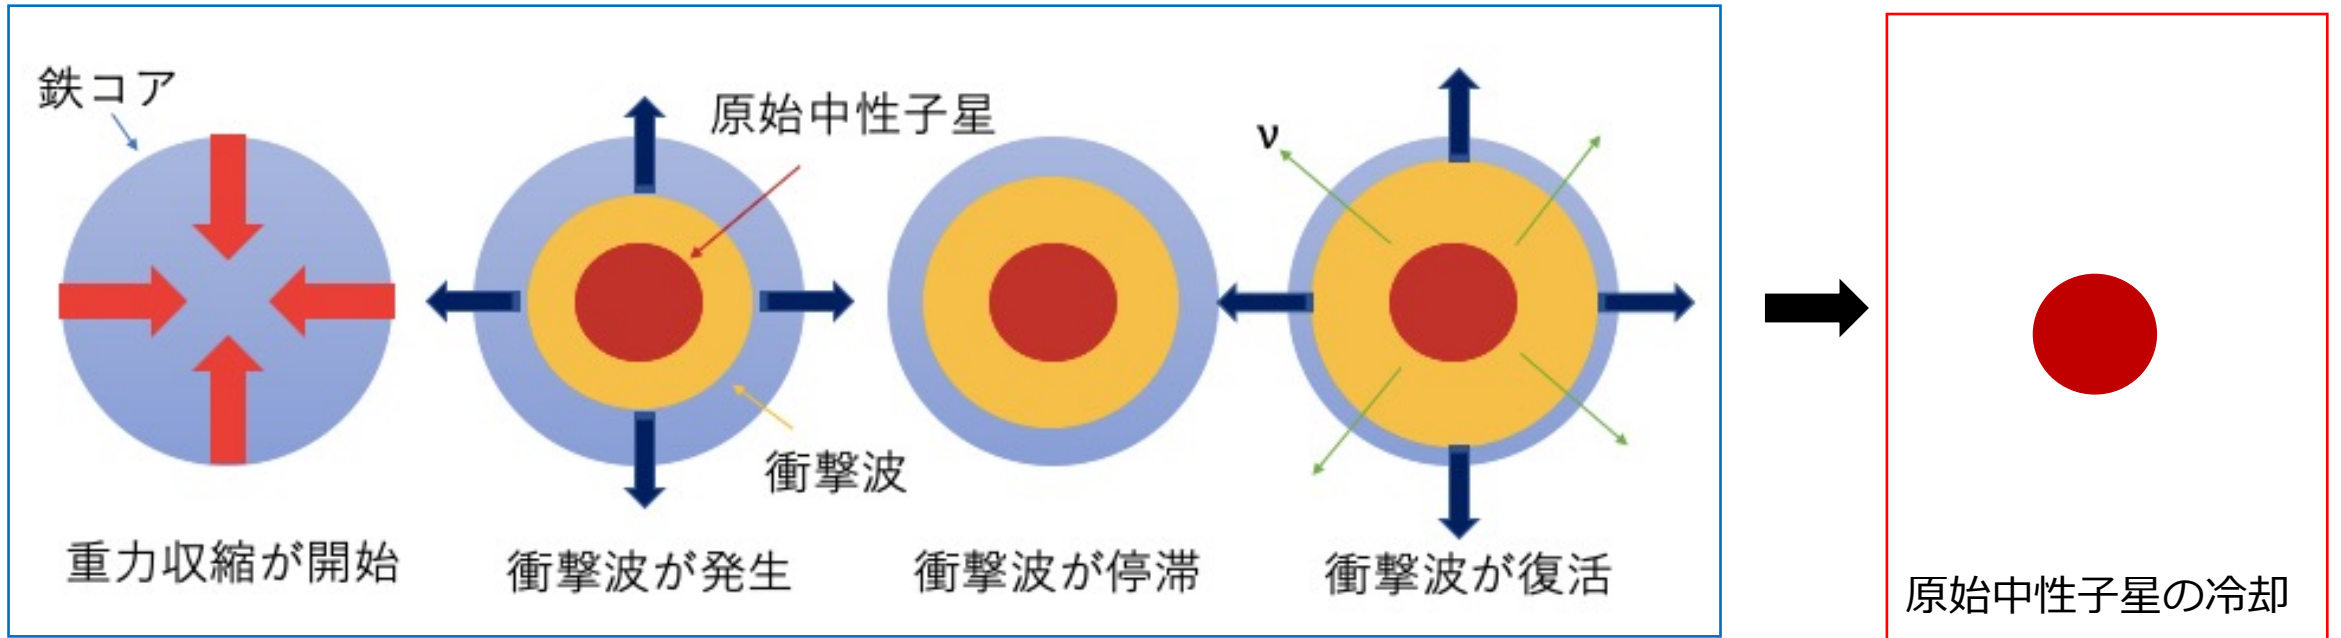 鉄コア
原始中性子星
ν
衝撃波
重力収縮が開始
衝撃波が発生
衝撃波が停滞
衝撃波が復活
原始中性子星の冷却